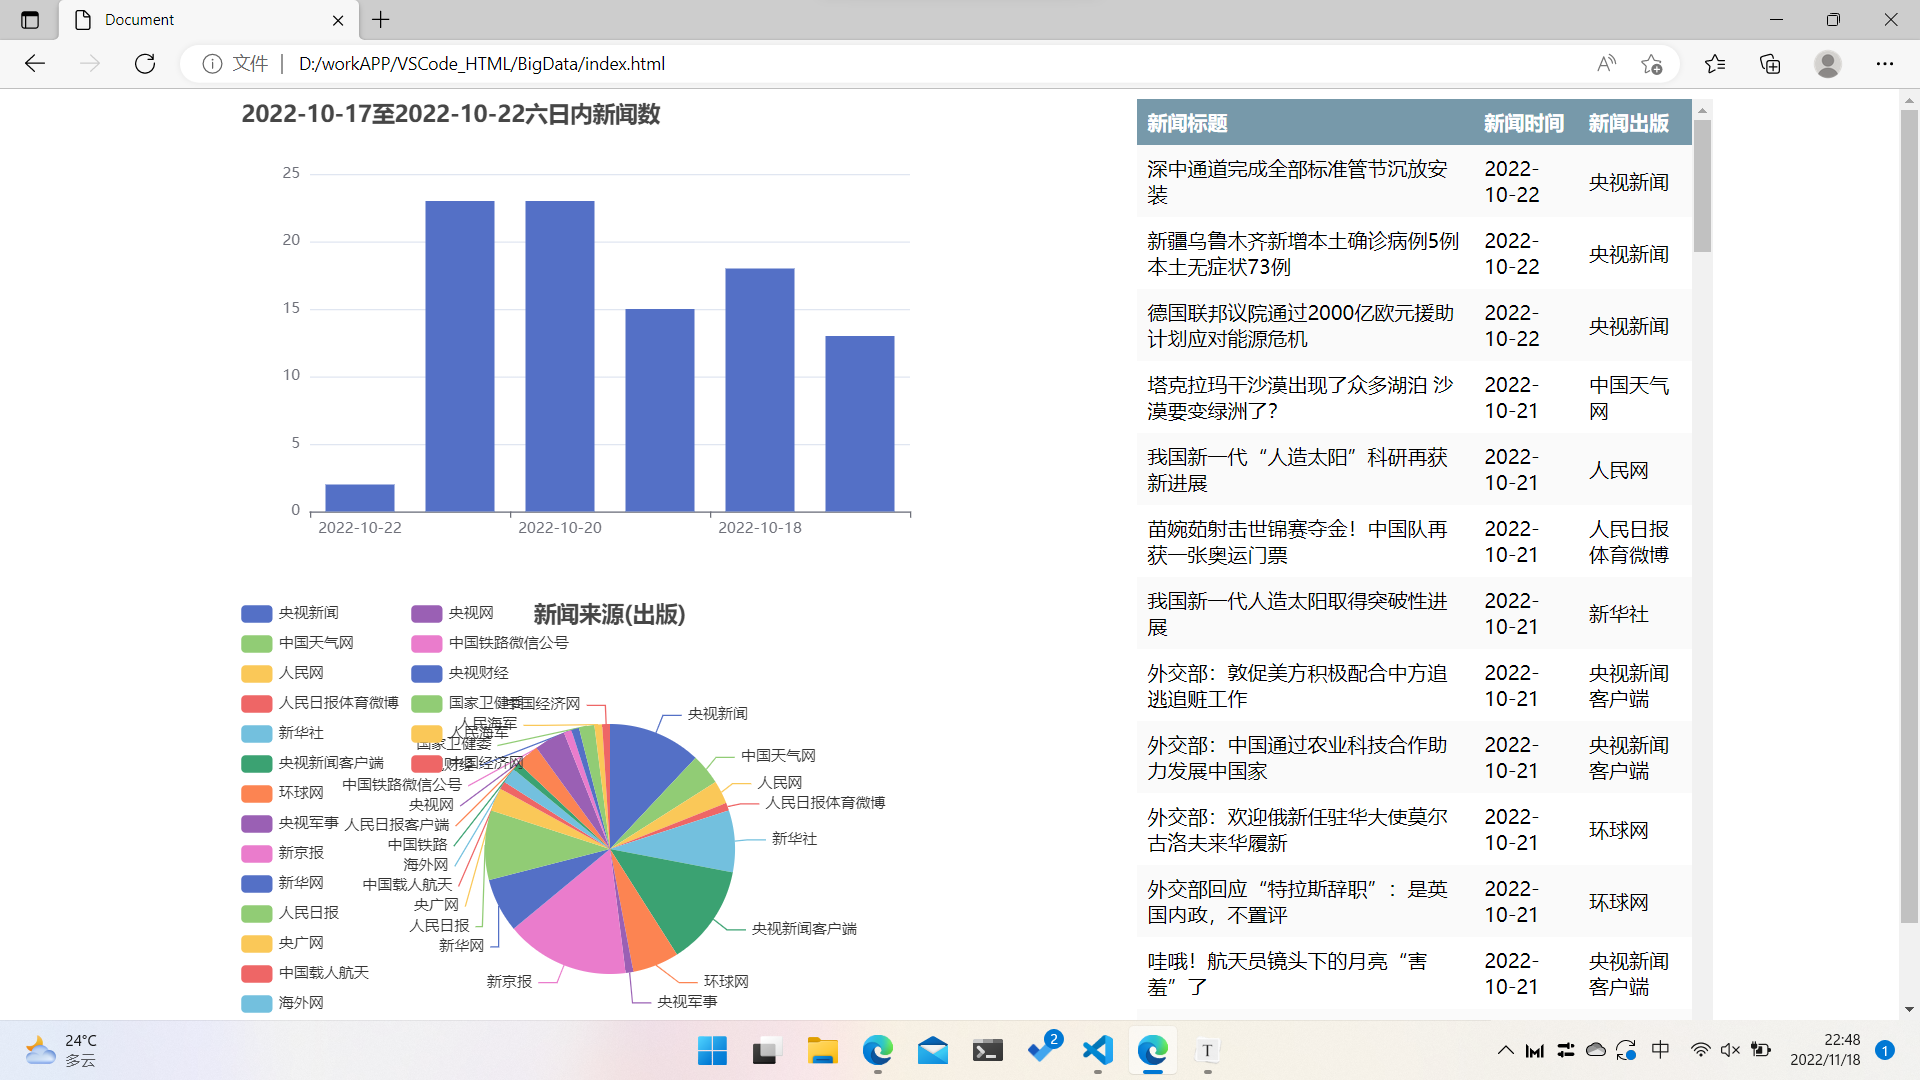 Document
文件
D:/workAPP/VSCode_HTML/BigData/index.html
2022-10-17至2022-10-22六日内新闻数
25
20
15
10
5
0
2022-10-22
2022-10-20
2022-10-18
新闻来源(出版)
央视新闻
中国天气网
人民网
人民日报体育微博
新华社
央视新闻客户端
环球网
央视军事
新京报
新华网
人民日报
央广网
中国载人航天
海外网
央视网
中国铁路微信公号
央视财经
国家卫健委
人民海军
中国经济网
央视新闻
中国天气网
人民网
人民日报体育微博
新华社
央视新闻客户端
环球网
央视军事
新京报
新华网
人民日报
央广网
中国载人航天
海外网
中国铁路
人民日报客户端
央视网
中国铁路微信公号
国家卫健委
人民海军
中国经济网
新闻标题 新闻时间 新闻出版
深中通道完成全部标准管节沉放安
装
2022-
10-22
央视新闻
新疆乌鲁木齐新增本土确诊病例5例
本土无症状73例
2022-
10-22
央视新闻
德国联邦议院通过2000亿欧元援助
计划应对能源危机
2022-
10-22
央视新闻
塔克拉玛干沙漠出现了众多湖泊 沙
漠要变绿洲了?
2022-
10-21
中国天气
网
我国新一代“人造太阳”科研再获
新进展
2022-
10-21
人民网
苗婉茹射击世锦赛夺金！中国队再
获一张奥运门票
2022-
10-21
人民日报
体育微博
我国新一代人造太阳取得突破性进
展
2022-
10-21
新华社
外交部：敦促美方积极配合中方追
逃追赃工作
2022-
10-21
央视新闻
客户端
外交部：中国通过农业科技合作助
力发展中国家
2022-
10-21
央视新闻
客户端
外交部：欢迎俄新任驻华大使莫尔
古洛夫来华履新
2022-
10-21
环球网
外交部回应“特拉斯辞职”：是英
国内政，不置评
2022-
10-21
环球网
哇哦！航天员镜头下的月亮“害
羞”了
2022-
10-21
央视新闻
客户端
24°C
多云
2
T
中
22:48
2022/11/18
1